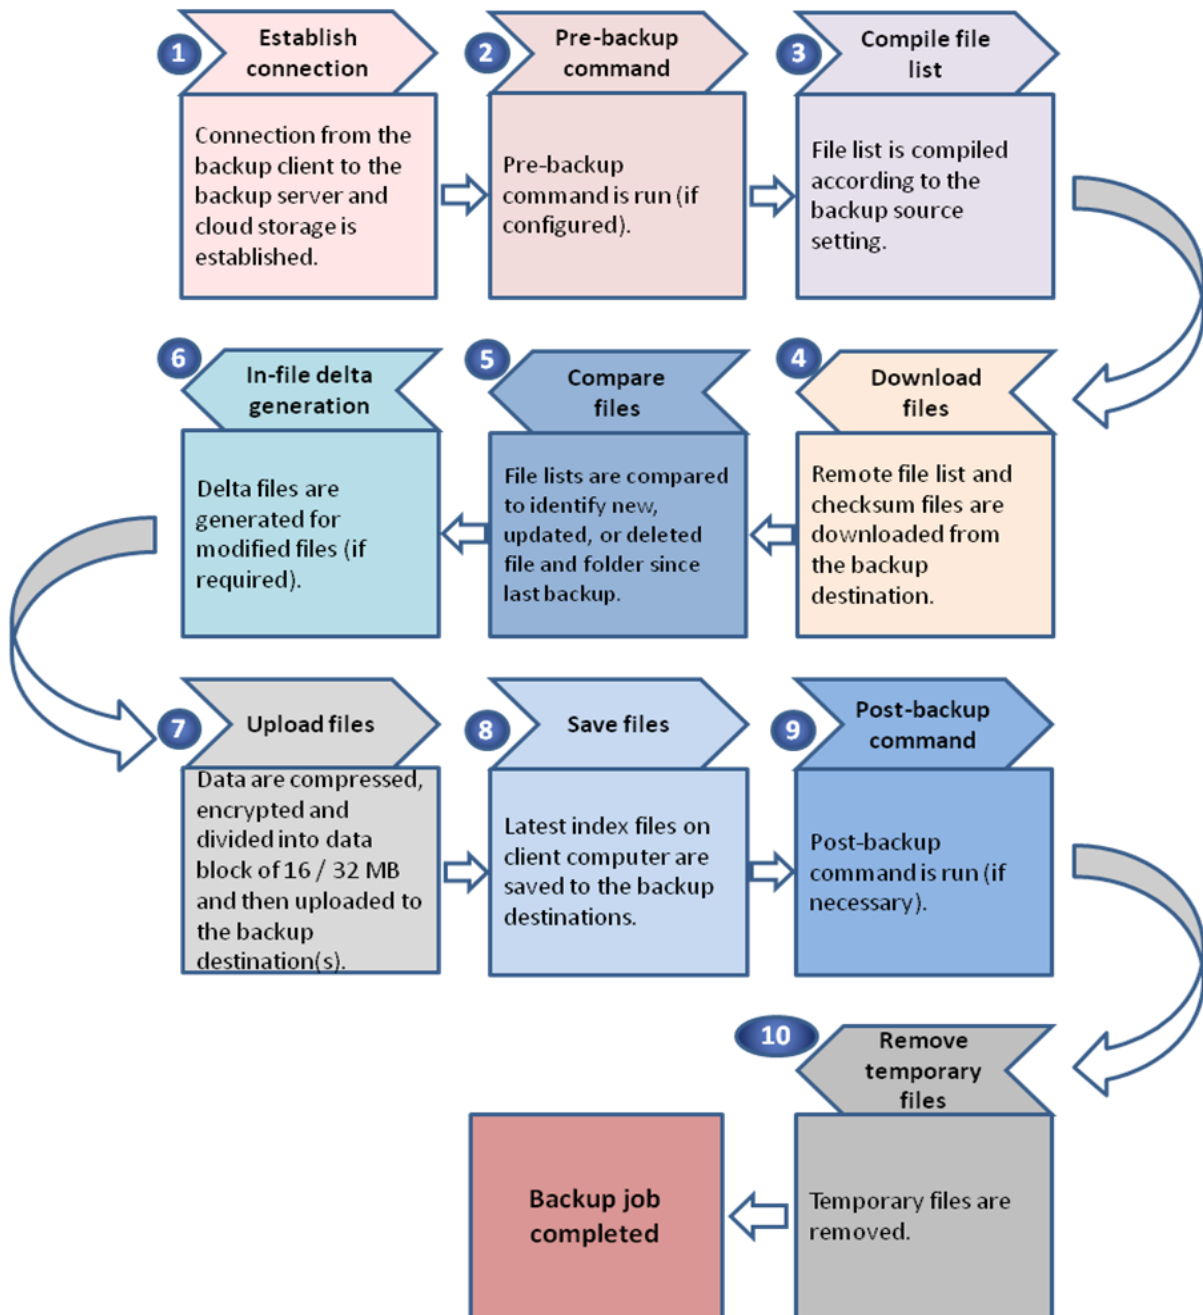 1
Establish
connection
Connection from the
backup client to the
backup server and
cloud storage is
established.
2
Pre-backup
command
Pre-backup
command is run (if
configured).
3
Compile file
list
File list is compiled
according to the
backup source
setting.
4
Download
files
Remote file list and
checksum files are
downloaded from
the backup
destination.
5
Compare
files
File lists are compared
to identify new,
updated, or deleted
file and folder since
last backup.
6
In-file delta
generation
Delta files are
generated for
modified files (if
required).
7
Upload files
Data are compressed,
encrypted and
divided into data
block of 16 / 32 MB
and then uploaded to
the backup
destination(s).
8
Save files
Latest index files on
client computer are
saved to the backup
destinations.
9
Post-backup
command
Post-backup
command is run (if
necessary).
10
Remove
temporary
files
Temporary files are
removed.
Backup job
completed